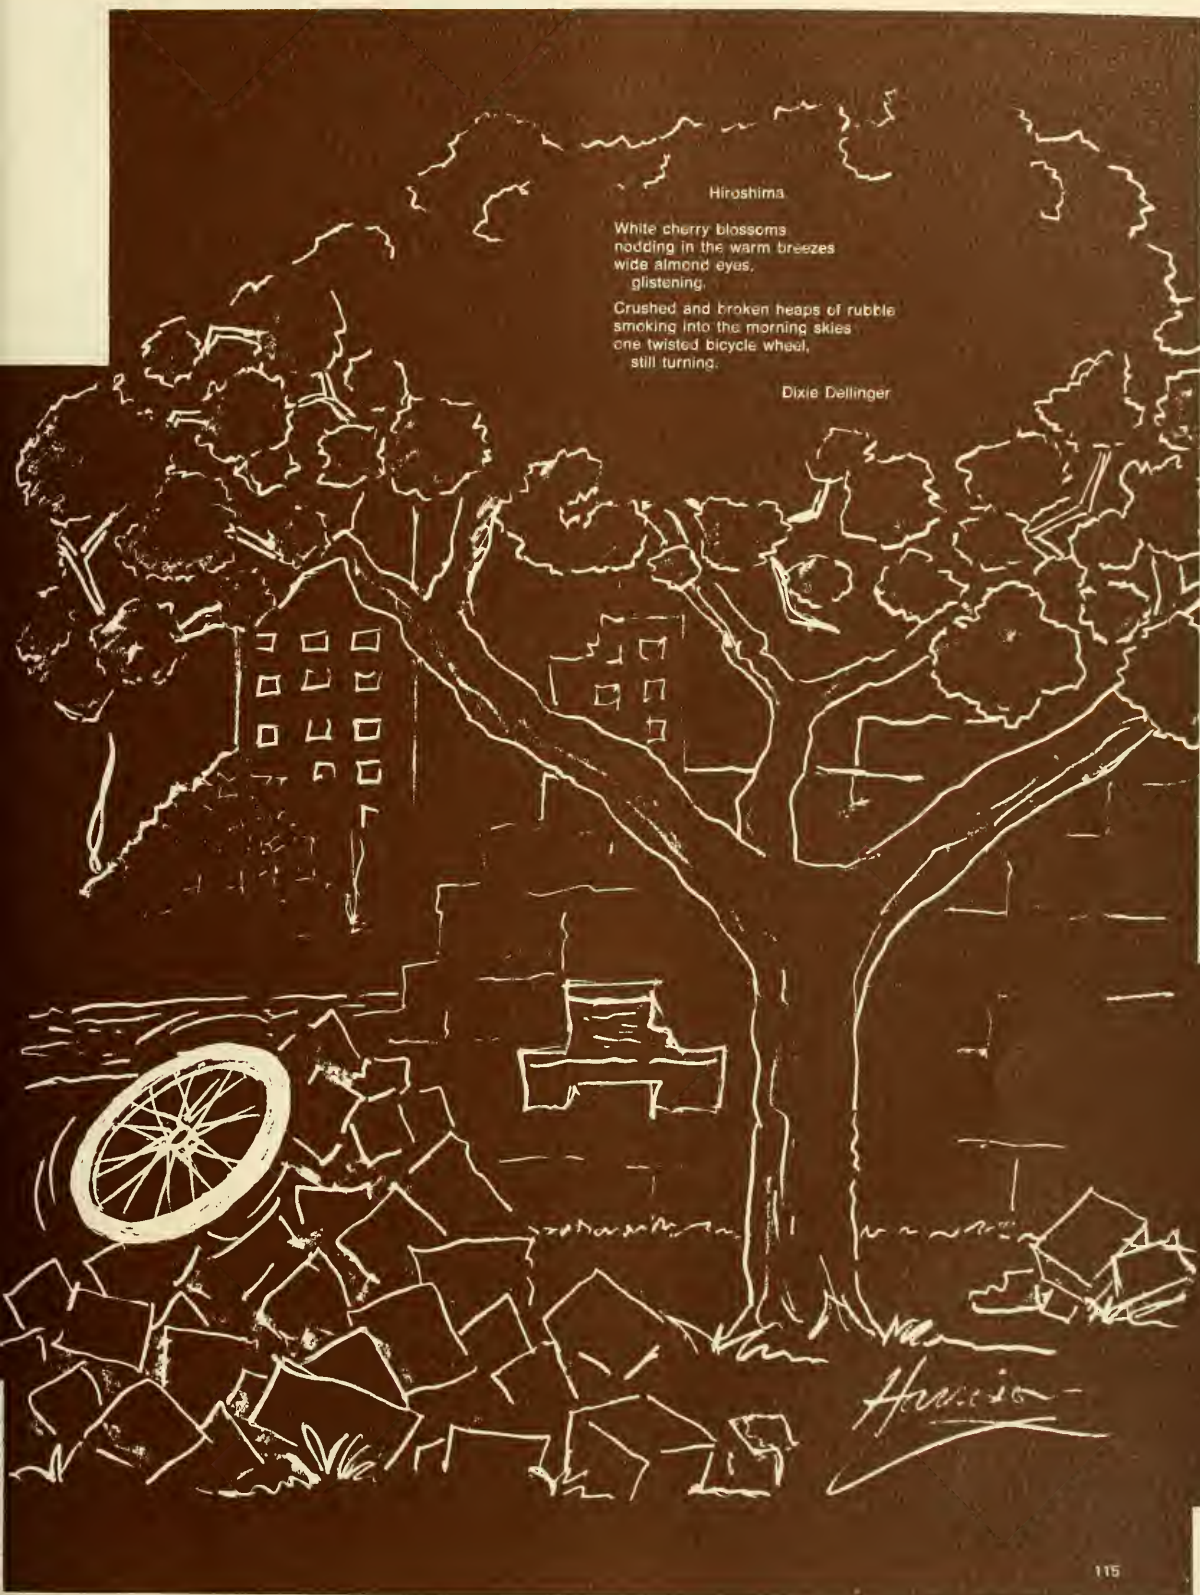 Hiroshima
White cherry blossoms
nodding in the warm breezes
wide almond eyes,
glistening.
Crushed and broken heaps of rubble
smoking into the morning skies
one twisted bicycle wheel,
still turning.
Dixie Dellinger
115